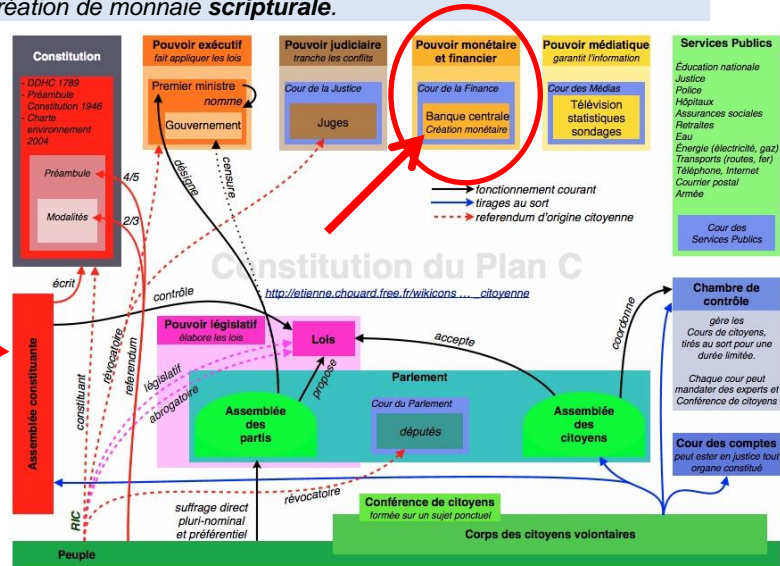 réation de monnaie scripturale.
Constitution
- DDHC 1789
- Préambule
Constitution 1946
- Charte
environnement
2004
Préambule
Modalités
4/5
2/3
Pouvoir exécutif
fait appliquer les lois
Premier ministre
nomme
Gouvernement
Pouvoir judiciaire
tranche les conflits
Cour de la Justice
Juges
Pouvoir monétaire
et financier
Cour de la Finance
Banque centrale
Création monétaire
Pouvoir médiatique
garantit l'information
Cour des Médias
Télévision
statistiques
sondages
Services Publics
Éducation nationale
Justice
Police
Hôpitaux
Assurances sociales
Retraites
Eau
Énergie (électricité, gaz)
Transports (routes, fer)
Téléphone, Internet
Courrier postal
Armée
Cour des
Services Publics
fonctionnement courant
tirages au sort
referendum d'origine citoyenne
désigne
censure
Constitution du Plan C
http://etienne.chouard.free.fr/wikicons ... _citoyenne
écrit
contrôle
constituant
révocatoire
referendum
Assemblée constituante
Pouvoir législatif
élabore les lois
Lois
législatif
abrogatoire
propose
accepte
coordonne
Parlement
Assemblée
des
partis
Cour du Parlement
députés
Assemblée
des
citoyens
Chambre de
contrôle
gère les
Cours de citoyens,
tirés au sort pour une
durée limitée.
Chaque cour peut
mandater des experts et
Conférence de citoyens
Cour des comptes
peut ester en justice tout
organe constitué
RIC
révocatoire
suffrage direct
pluri-nominal
et préférentiel
Conférence de citoyens
formée sur un sujet ponctuel
Corps des citoyens volontaires
Peuple